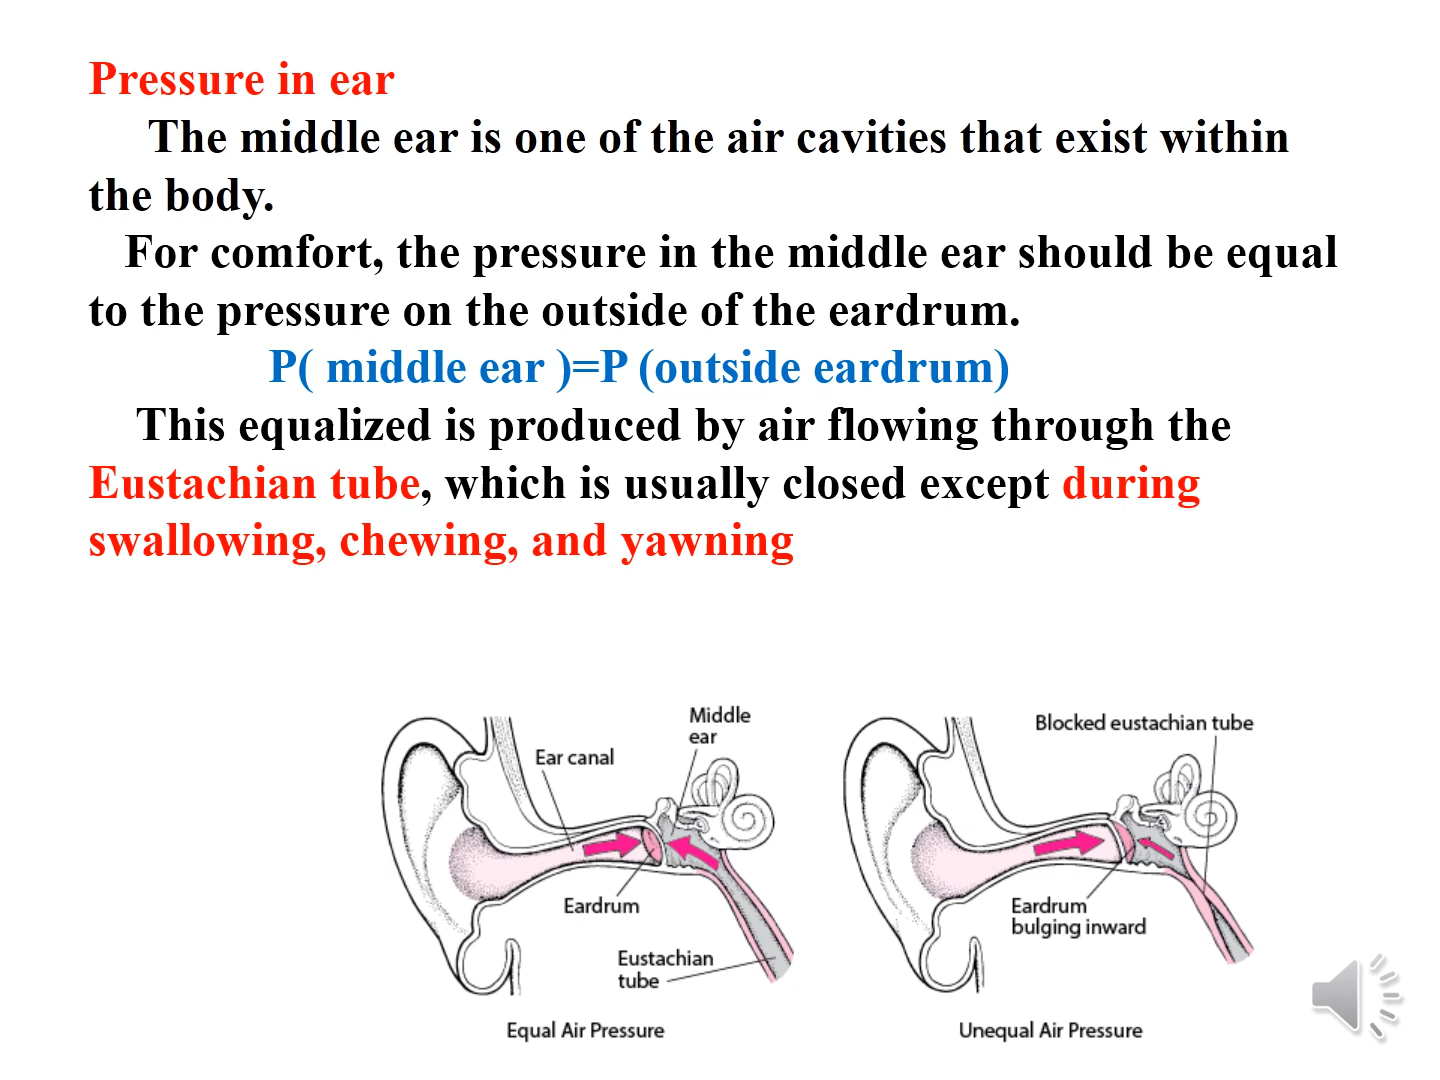 Pressure in ear
The middle ear is one of the air cavities that exist within
the body.
For comfort, the pressure in the middle ear should be equal
to the pressure on the outside of the eardrum.
P( middle ear )=P (outside eardrum)
This equalized is produced by air flowing through the
Eustachian tube, which is usually closed except during
swallowing, chewing, and yawning
Middle
ear
Ear canal
Eardrum
Eustachian
tube
Equal Air Pressure
Blocked eustachian tube
Eardrum
bulging inward
Unequal Air Pressure